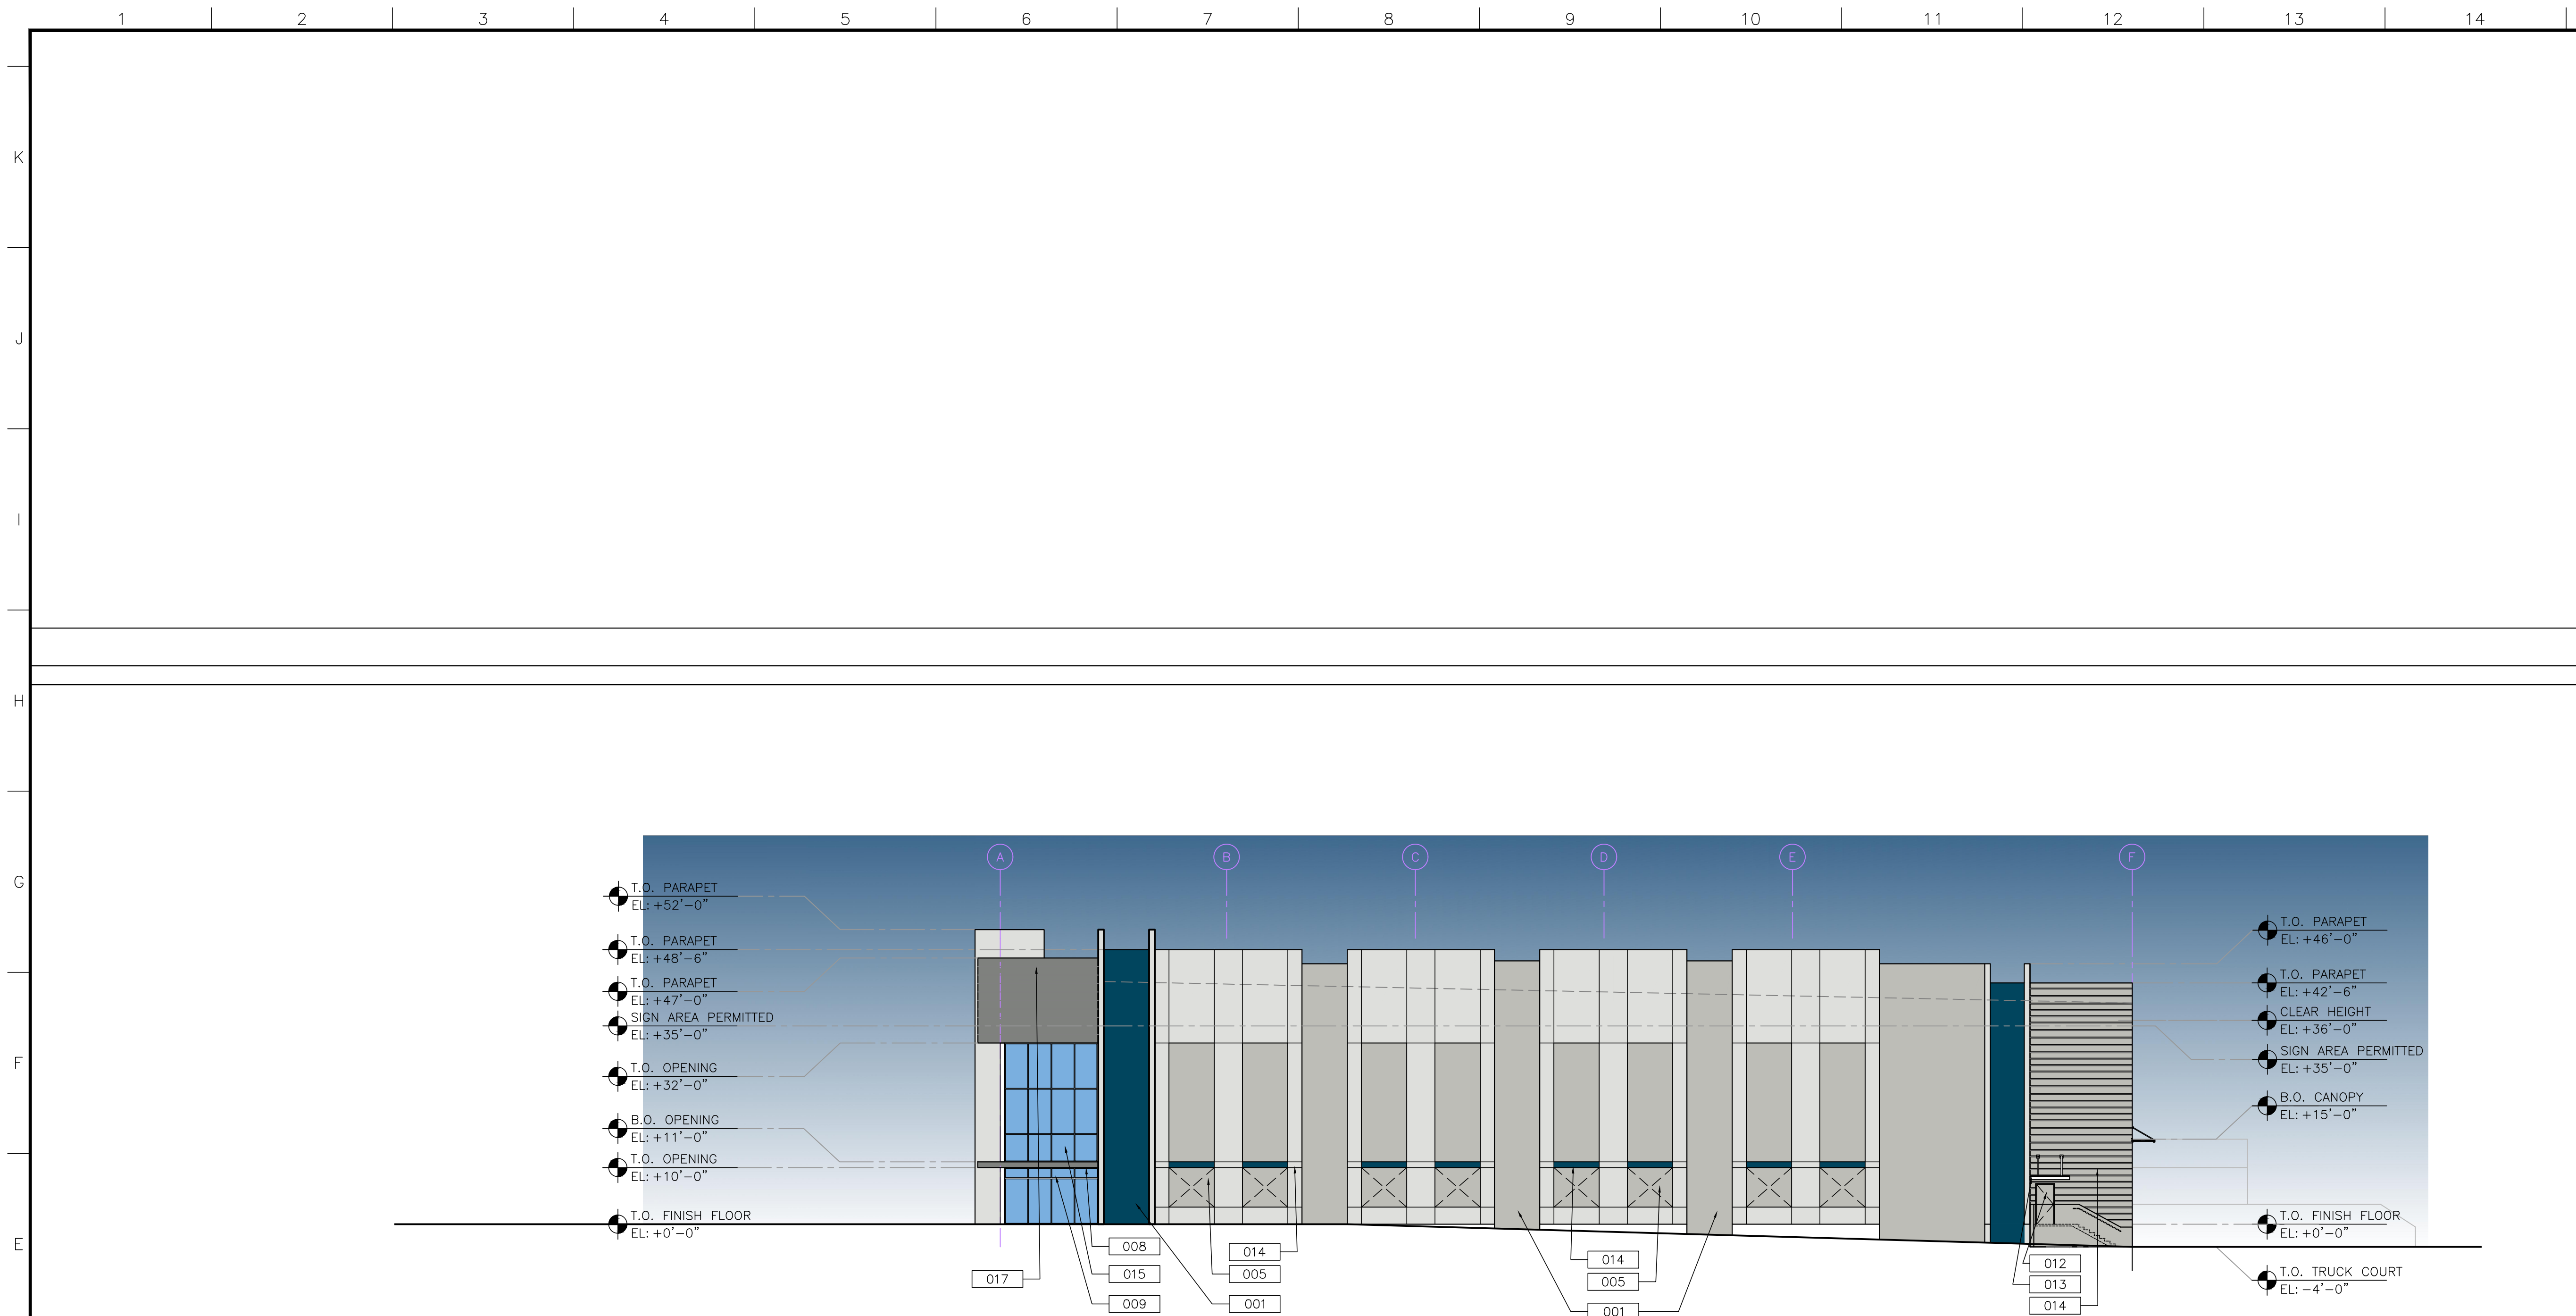 1 2 3 4 5 6 7 8 9 10 11 12 13 14
K
J
I
H
G
F
E
A B C D E F
T.O. PARAPET
EL: +52'-0"
T.O. PARAPET
EL: +48'-6"
T.O. PARAPET
EL: +47'-0"
SIGN AREA PERMITTED
EL: +35'-0"
T.O. OPENING
EL: +32'-0"
B.O. OPENING
EL: +11'-0"
T.O. OPENING
EL: +10'-0"
T.O. FINISH FLOOR
EL: +0'-0"
T.O. PARAPET
EL: +46'-0"
T.O. PARAPET
EL: +42'-6"
CLEAR HEIGHT
EL: +36'-0"
SIGN AREA PERMITTED
EL: +35'-0"
B.O. CANOPY
EL: +15'-0"
T.O. FINISH FLOOR
EL: +0'-0"
T.O. TRUCK COURT
EL: -4'-0"
017
008
015
009
014
005
001
014
005
001
012
013
014